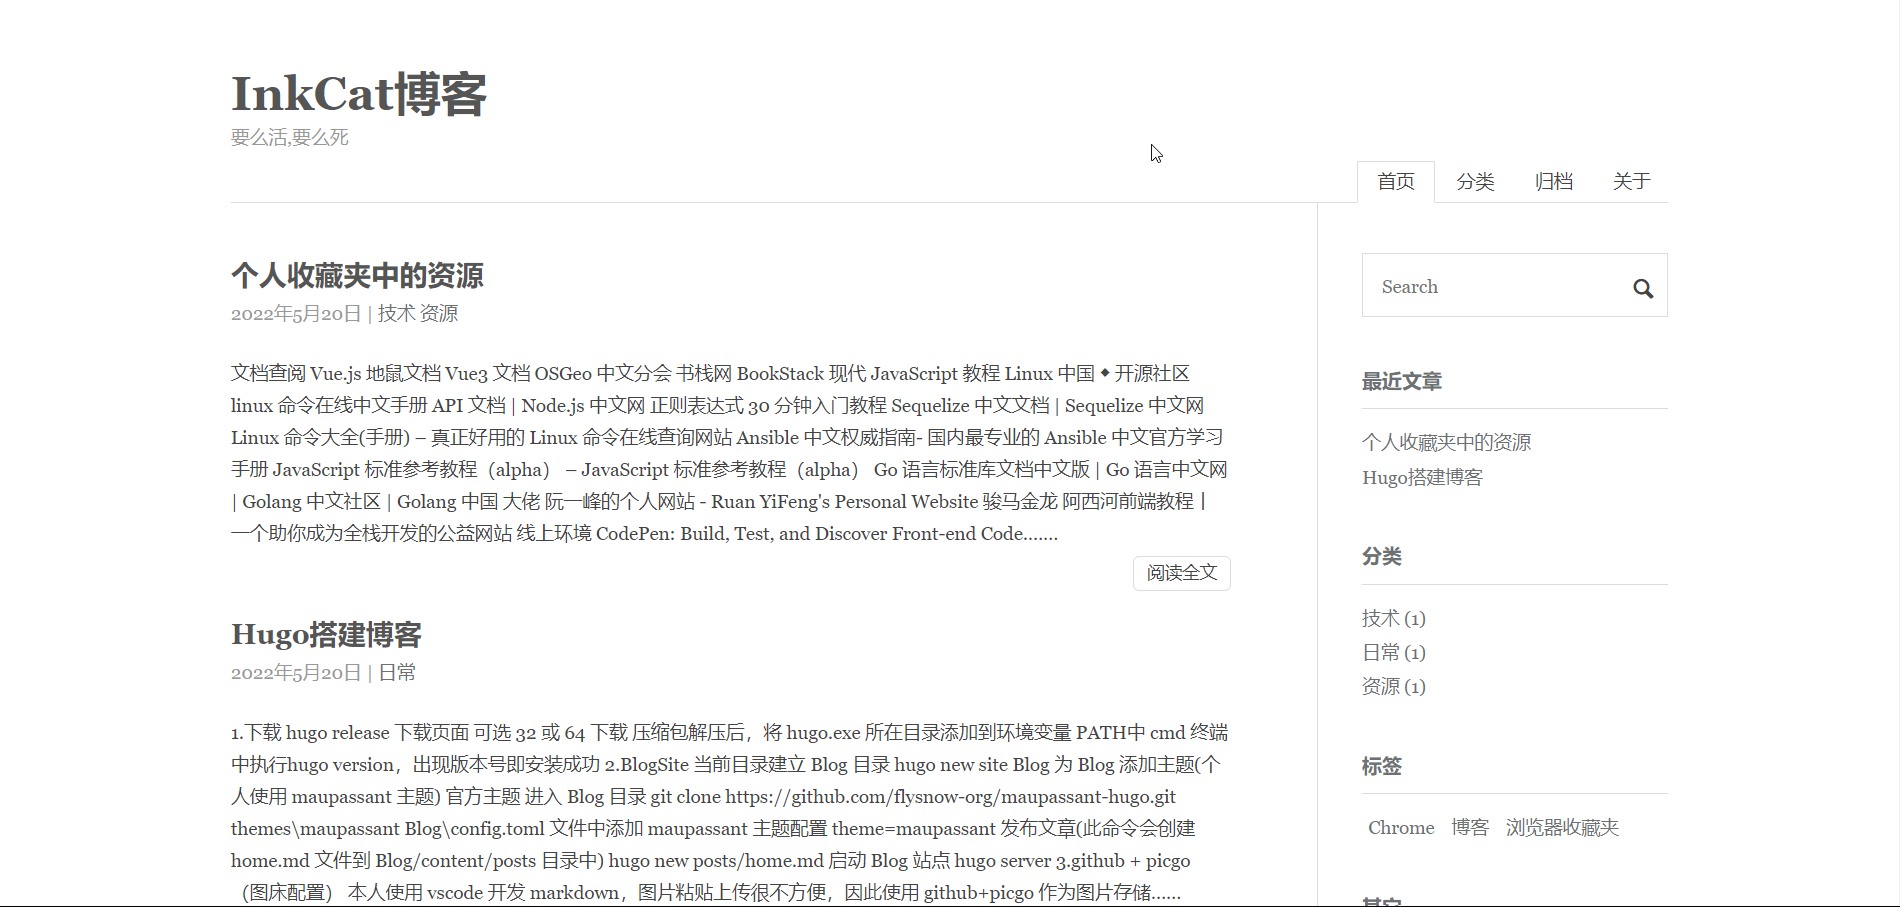 InkCat博客
要么活,要么死
首页 分类 归档 关于
个人收藏夹中的资源
2022年5月20日 | 技术 资源
文档查阅 Vue.js 地鼠文档 Vue3 文档 OSGeo 中文分会 书栈网 BookStack 现代 JavaScript 教程 Linux 中国 ◆ 开源社区
linux 命令在线中文手册 API 文档 | Node.js 中文网 正则表达式 30 分钟入门教程 Sequelize 中文文档 | Sequelize 中文网
Linux 命令大全(手册) – 真正好用的 Linux 命令在线查询网站 Ansible 中文权威指南- 国内最专业的 Ansible 中文官方学习
手册 JavaScript 标准参考教程（alpha） – JavaScript 标准参考教程（alpha） Go 语言标准库文档中文版 | Go 语言中文网
| Golang 中文社区 | Golang 中国 大佬 阮一峰的个人网站 - Ruan YiFeng's Personal Website 骏马金龙 阿西河前端教程丨
一个助你成为全栈开发的公益网站 线上环境 CodePen: Build, Test, and Discover Front-end Code.......
阅读全文
Hugo搭建博客
2022年5月20日 | 日常
1.下载 hugo release 下载页面 可选 32 或 64 下载 压缩包解压后，将 hugo.exe 所在目录添加到环境变量 PATH中 cmd 终端
中执行hugo version，出现版本号即安装成功 2.BlogSite 当前目录建立 Blog 目录 hugo new site Blog 为 Blog 添加主题(个
人使用 maupassant 主题) 官方主题 进入 Blog 目录 git clone https://github.com/flysnow-org/maupassant-hugo.git
themes\maupassant Blog\config.toml 文件中添加 maupassant 主题配置 theme=maupassant 发布文章(此命令会创建
home.md 文件到 Blog/content/posts 目录中) hugo new posts/home.md 启动 Blog 站点 hugo server 3.github + picgo
（图床配置） 本人使用 vscode 开发 markdown，图片粘贴上传很不方便，因此使用 github+picgo 作为图片存储......
Search
最近文章
个人收藏夹中的资源
Hugo搭建博客
分类
技术 (1)
日常 (1)
资源 (1)
标签
Chrome 博客 浏览器收藏夹